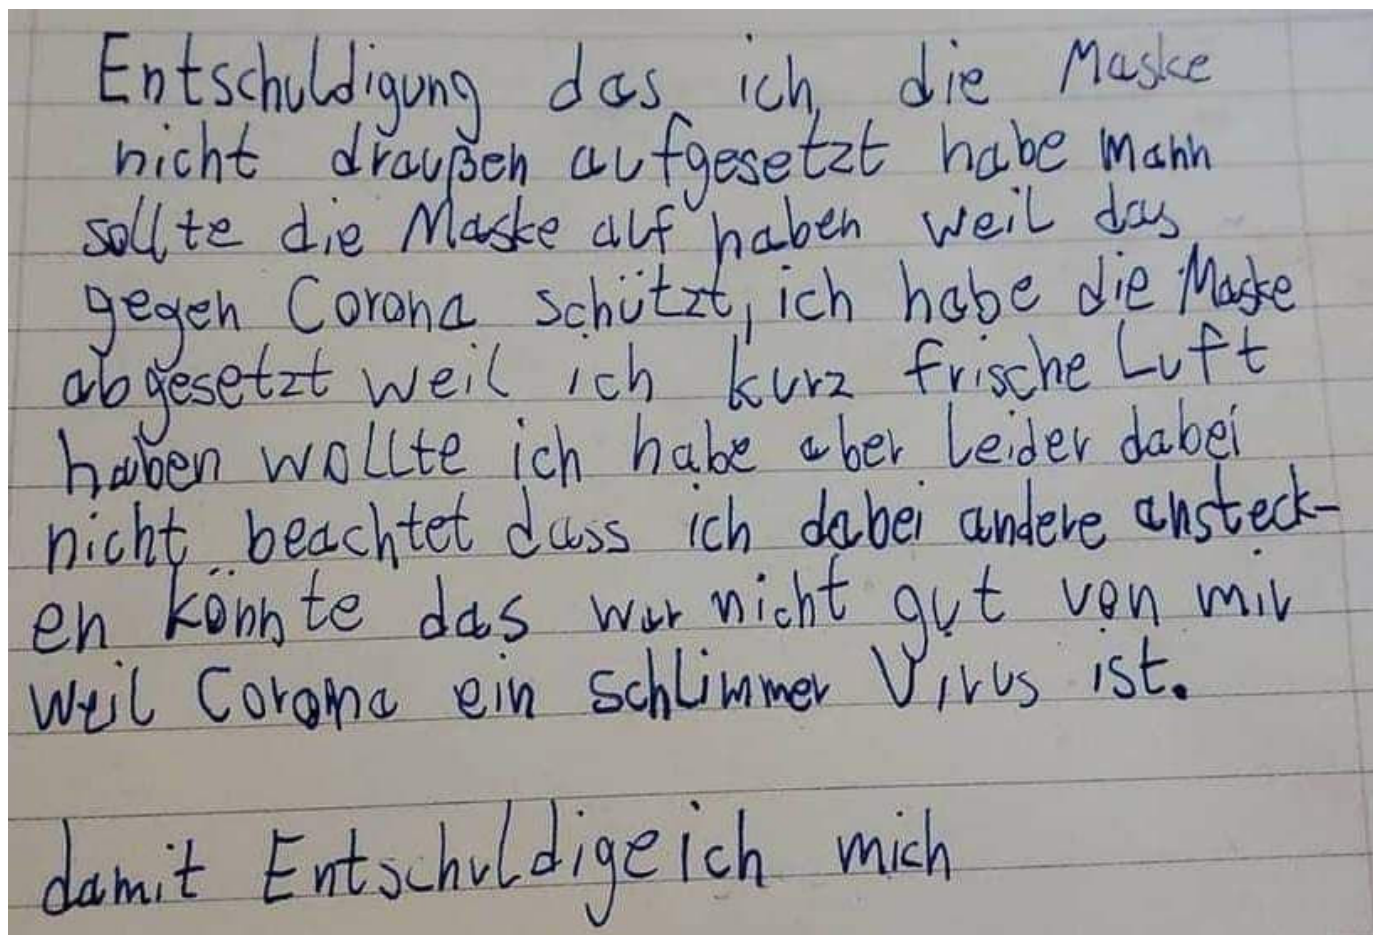 Entschuldigung das ich die Maske
nicht draußen aufgesetzt habe mann
sollte die Maske auf haben weil das
gegen Corona schützt, ich habe die Maske
abgesetzt weil ich kurz frische Luft
haben wollte ich habe aber leider dabei
nicht beachtet dass ich dabei andere ansteck-
en könnte das war nicht gut von mir
weil Corona ein schlimmer Virus ist.
damit Entschuldige ich mich